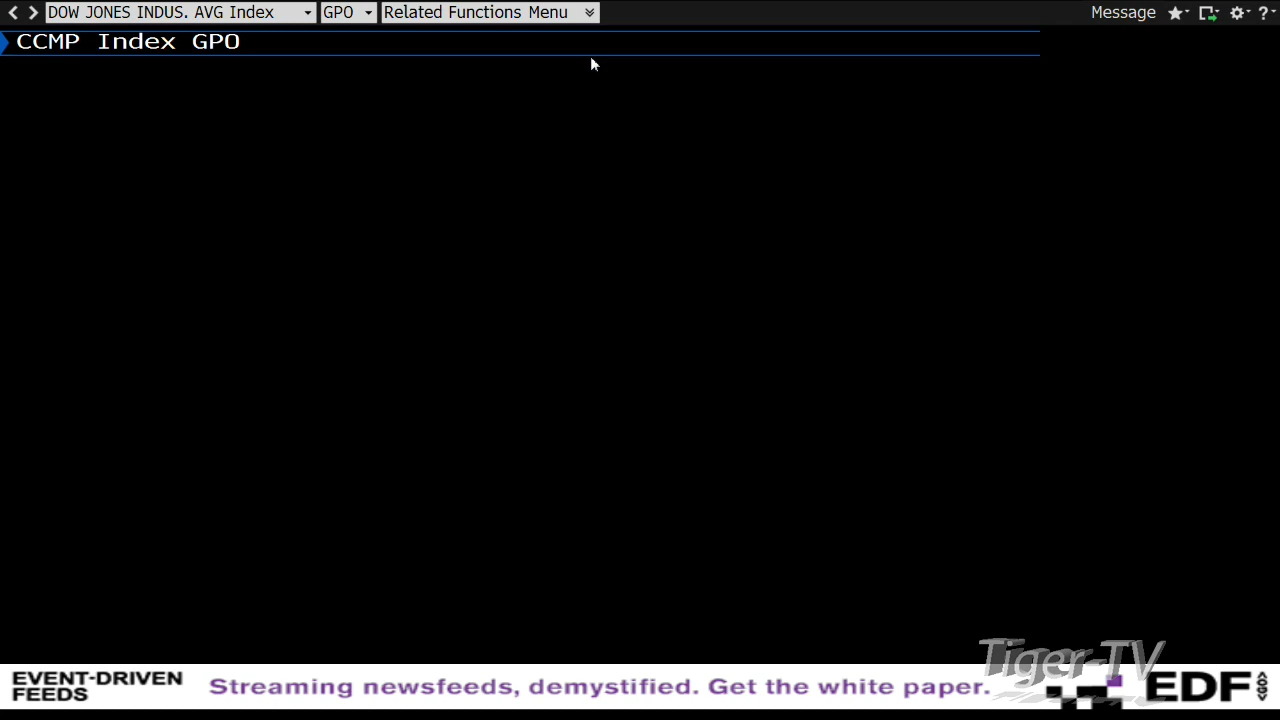 DOW JONES INDUS. AVG Index GPO Related Functions Menu Message ?
CCMP Index GPO
Tiger-TV
EVENT-DRIVEN
FEEDS
Streaming newsfeeds, demystified. Get the white paper.
EDF